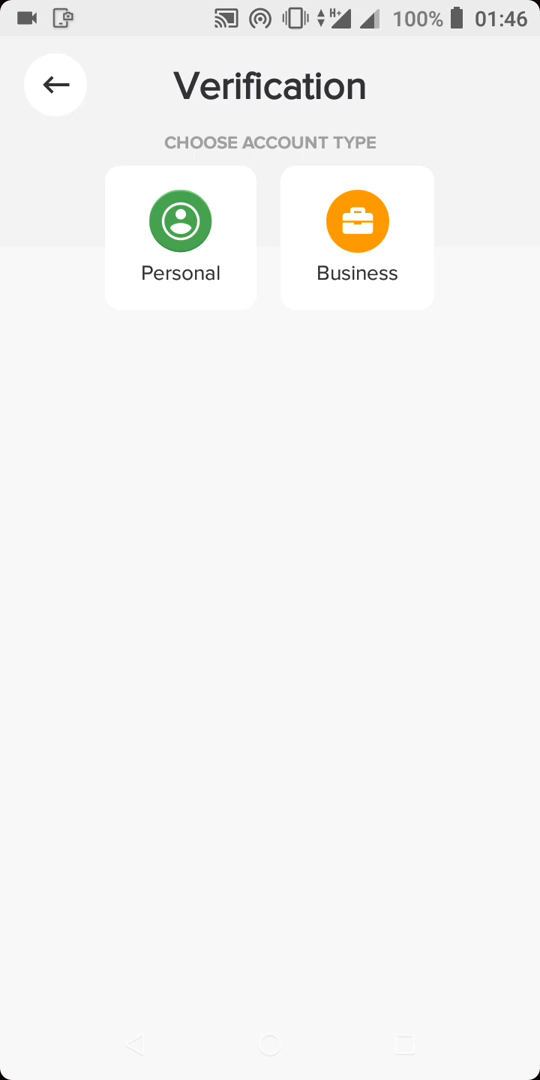 H+ 100% 01:46
Verification
CHOOSE ACCOUNT TYPE
Personal Business